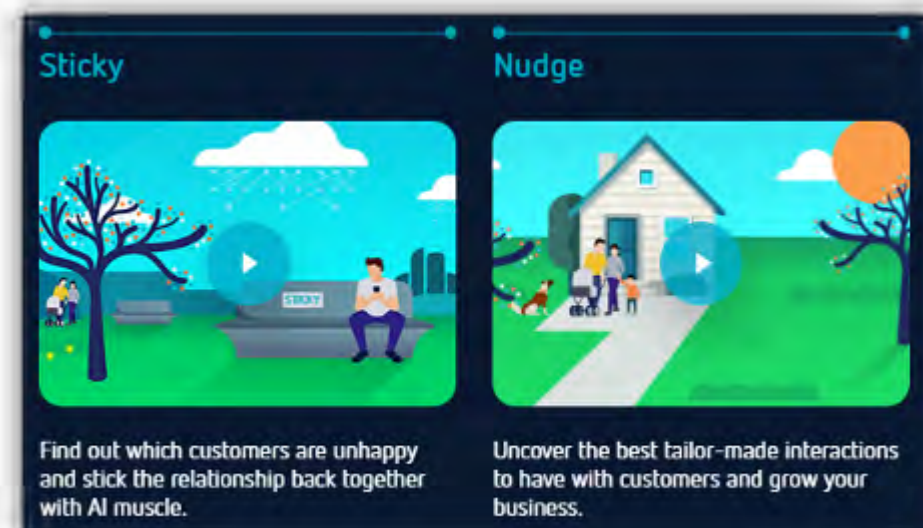 Sticky
STICKY
Find out which customers are unhappy
and stick the relationship back together
with AI muscle.
Nudge
Uncover the best tailor-made interactions
to have with customers and grow your
business.